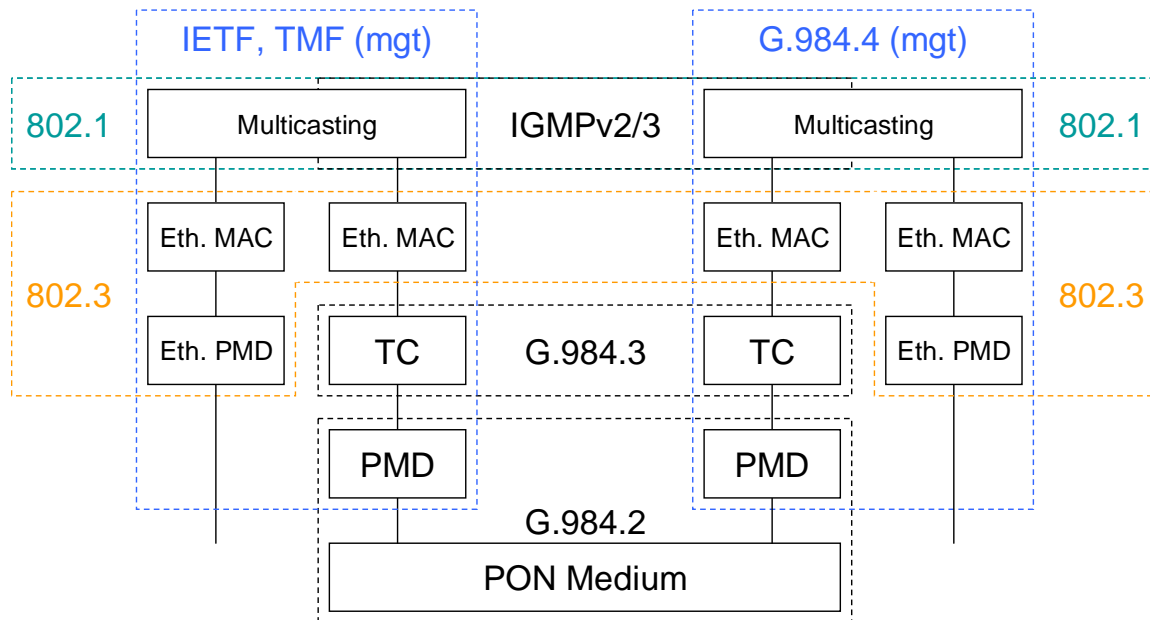 IETF, TMF (mgt)
G.984.4 (mgt)
802.1
Multicasting
IGMPv2/3
Multicasting
802.1
Eth. MAC
Eth. MAC
Eth. MAC
Eth. MAC
802.3
802.3
Eth. PMD
TC
G.984.3
TC
Eth. PMD
PMD
PMD
G.984.2
PON Medium